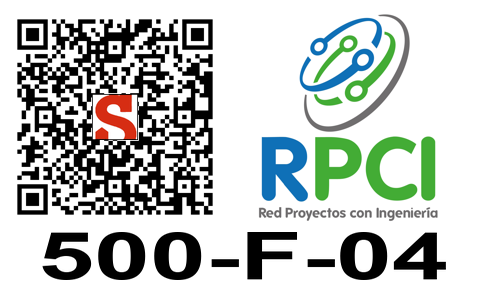 S
RPCI
Red Proyectos con Ingeniería
500-F-04